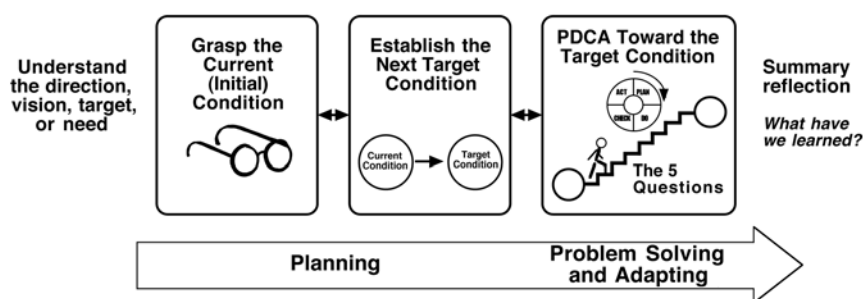 Understand
the direction,
vision, target,
or need
Grasp the
Current
(Initial)
Condition
Establish the
Next Target
Condition
Current
Condition
Target
Condition
PDCA Toward the
Target Condition
ACT
PLAN
CHECK
DO
The 5
Questions
Summary
reflection
What have
we learned?
Planning
Problem Solving
and Adapting